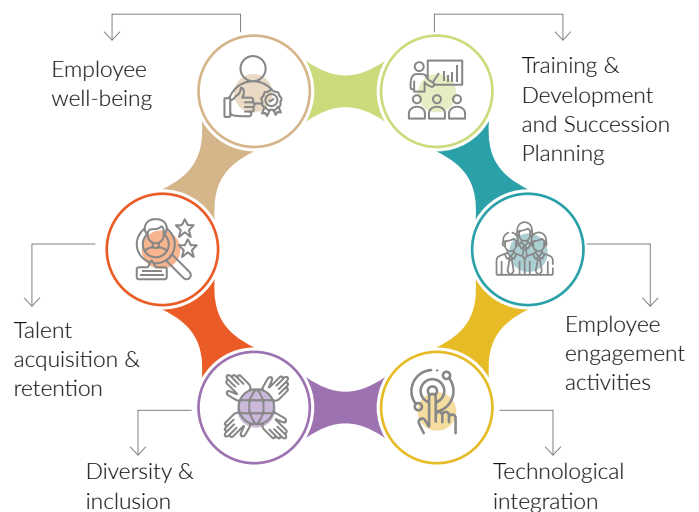 Employee
well-being
Training &
Development
and Succession
Planning
Talent
acquisition &
retention
Employee
engagement
activities
Diversity &
inclusion
Technological
integration